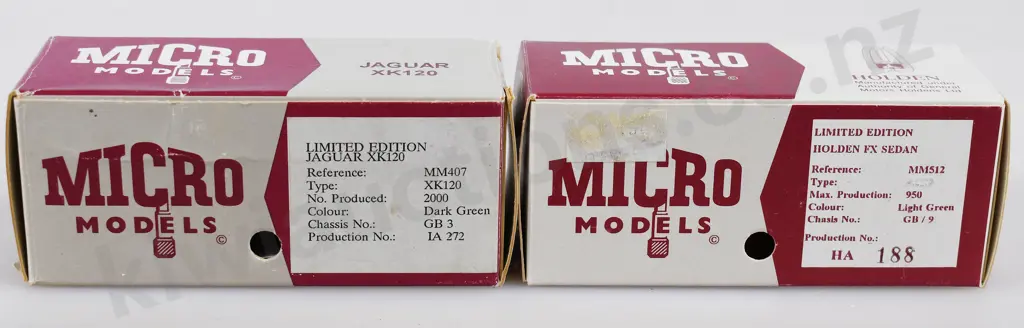 MICRO
MODELS
JAGUAR
XK120
MICRO
MODELS ©
LIMITED EDITION
JAGUAR XK120
Reference: MM407
Type: XK120
No. Produced: 2000
Colour: Dark Green
Chassis No.: GB 3
Production No.: IA 272
MICRO
MODELS
HOLDEN
Manufactured under
Authority of General
Motors Holdens Ltd
MICRO
MODELS ©
LIMITED EDITION
HOLDEN FX SEDAN
Reference: MM512
Type:
Max. Production: 950
Colour: Light Green
Chasis No.: GB / 9
Production No.:
HA 188